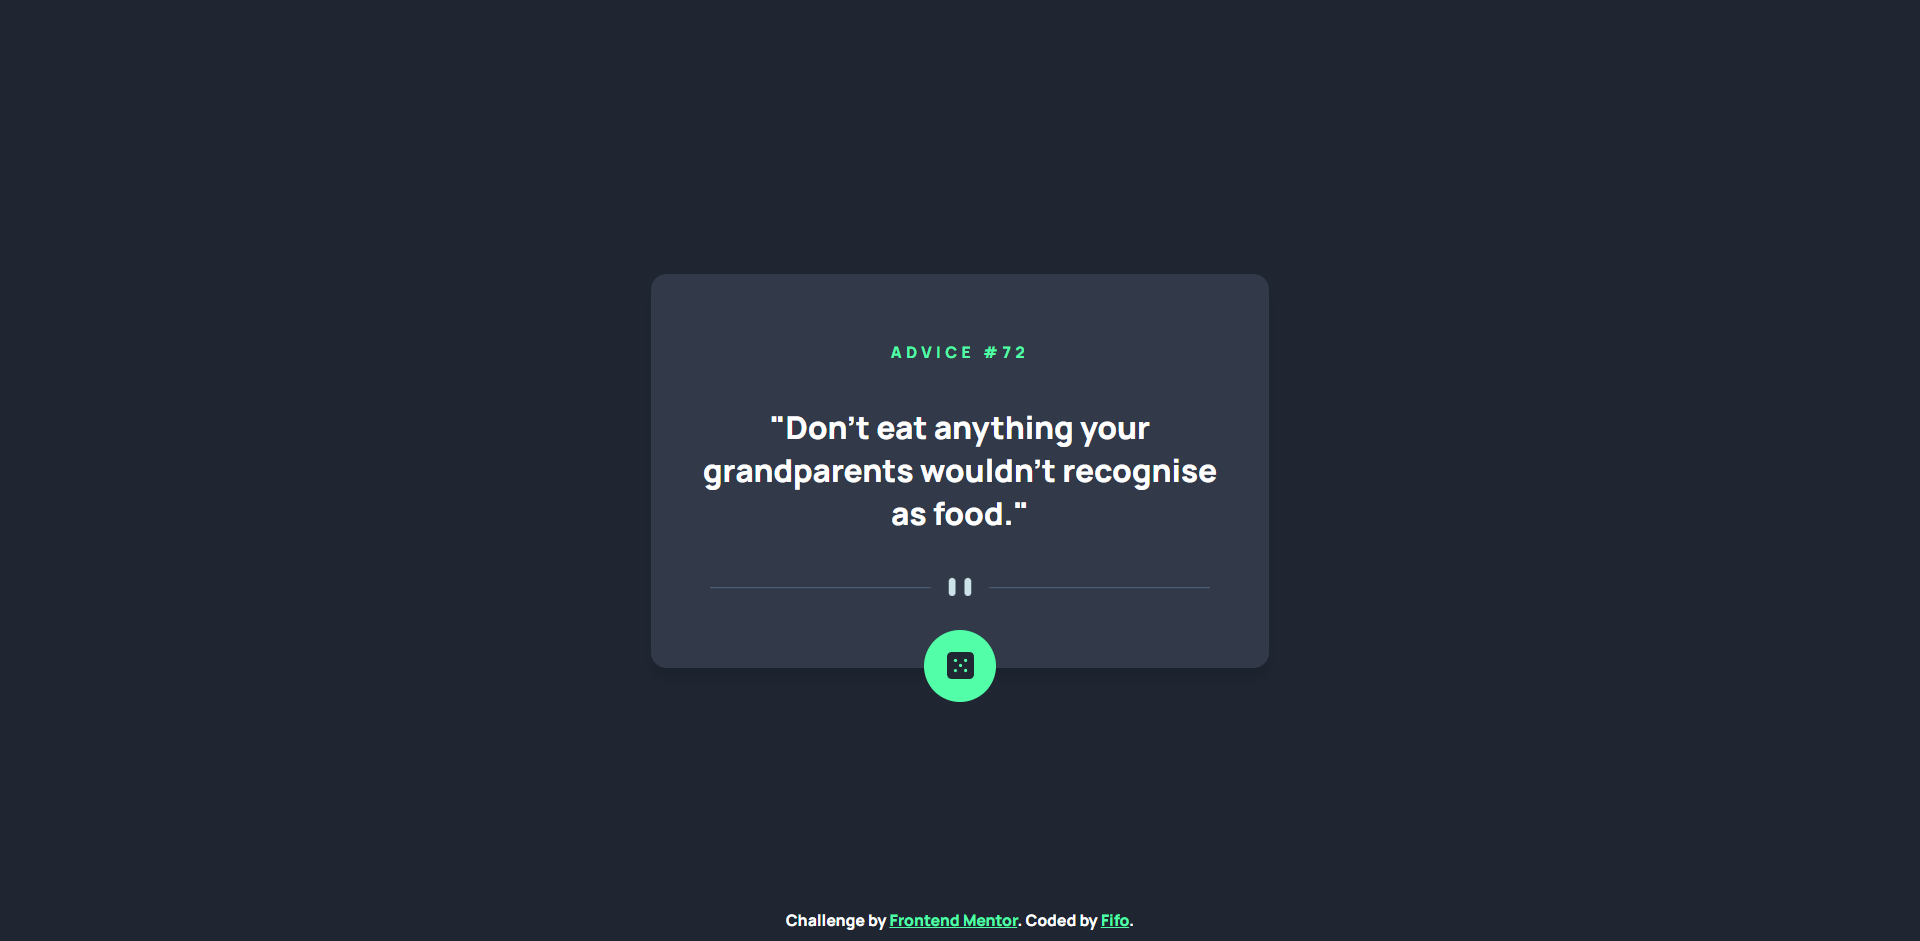 ADVICE #72
"Don't eat anything your
grandparents wouldn't recognise
as food."
Challenge by Frontend Mentor. Coded by Fifo.